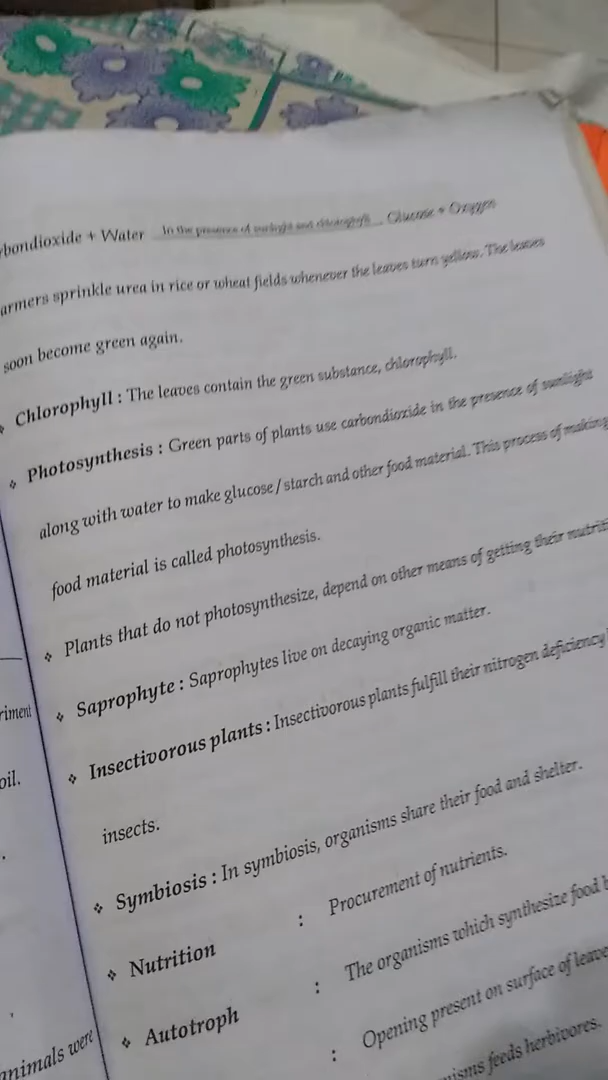 bondioxide + Water In the presence of sunlight and chlorophyll Glucose + Oxygen
armers sprinkle urea in rice or wheat fields whenever the leaves turn yellow. The leaves
soon become green again.
❖ Chlorophyll : The leaves contain the green substance, chlorophyll.
❖ Photosynthesis : Green parts of plants use carbondioxide in the presence of sunlight
along with water to make glucose / starch and other food material. This process of making
food material is called photosynthesis.
❖ Plants that do not photosynthesize, depend on other means of getting their nutriti
❖ Saprophyte : Saprophytes live on decaying organic matter.
❖ Insectivorous plants : Insectivorous plants fulfill their nitrogen deficiency
insects.
❖ Symbiosis : In symbiosis, organisms share their food and shelter.
❖ Nutrition : Procurement of nutrients.
❖ Autotroph : The organisms which synthesize food b
: Opening present on surface of leave
nisms feeds herbivores.
riment
oil.
animals were